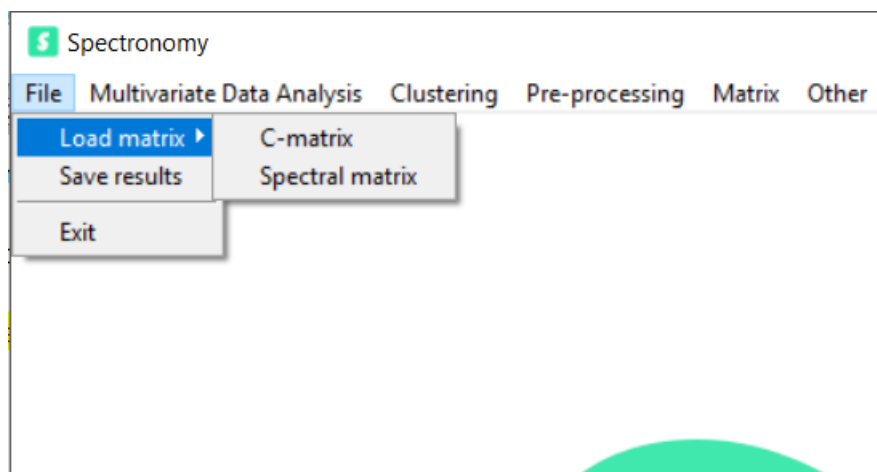 S Spectronomy
File Multivariate Data Analysis Clustering Pre-processing Matrix Other
Load matrix C-matrix
Save results Spectral matrix
Exit